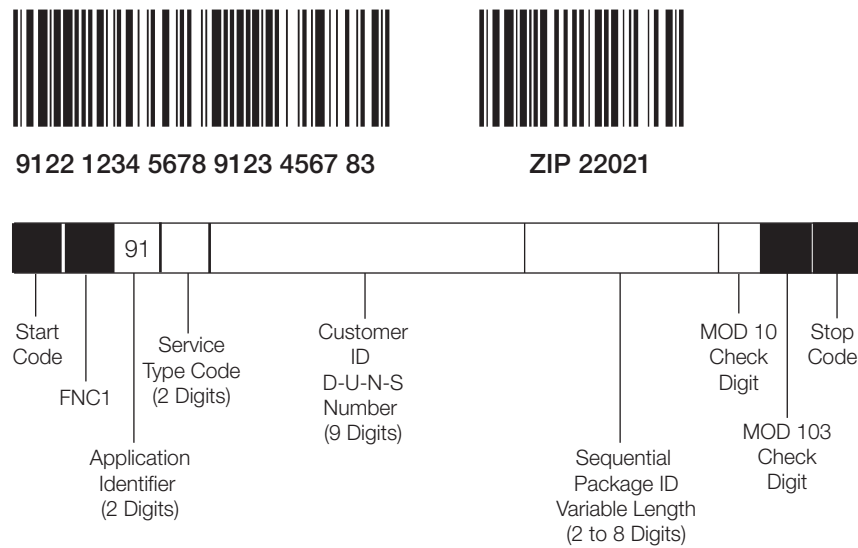 9122 1234 5678 9123 4567 83
ZIP 22021
91
Start
Code
FNC1
Application
Identifier
(2 Digits)
Service
Type Code
(2 Digits)
Customer
ID
D-U-N-S
Number
(9 Digits)
Sequential
Package ID
Variable Length
(2 to 8 Digits)
MOD 10
Check
Digit
MOD 103
Check
Digit
Stop
Code